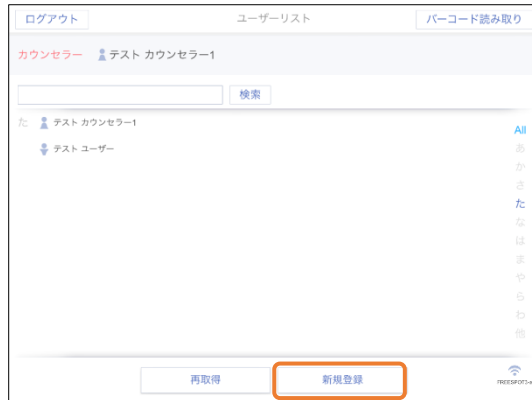 ログアウト ユーザーリスト バーコード読み取り
カウンセラー テスト カウンセラー1
検索
た テスト カウンセラー1
テスト ユーザー
All
あ
か
さ
た
な
は
ま
や
ら
わ
他
再取得 新規登録